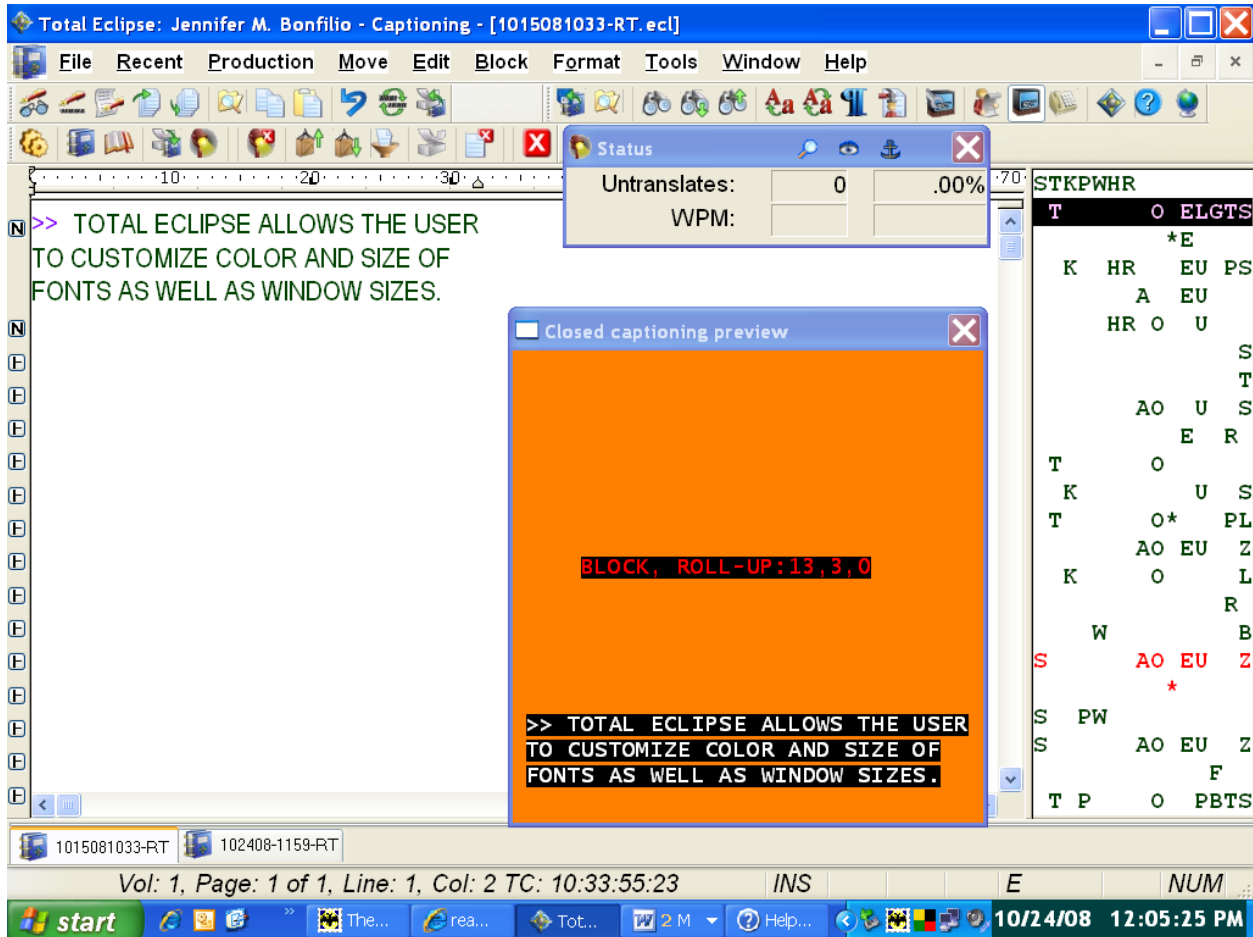 Total Eclipse: Jennifer M. Bonfilio - Captioning - [1015081033-RT.ecl]
File Recent Production Move Edit Block Format Tools Window Help
Status
Untranslates: 0 .00%
WPM:
10 20 30 70
STKPWHR
T O ELGTS
*E
K HR EU PS
A EU
HR O U
S
T
AO U S
E R
T O
K U S
T O* PL
AO EU Z
K O L
R
W B
S AO EU Z
*
S PW
S AO EU Z
F
T P O PBTS
>> TOTAL ECLIPSE ALLOWS THE USER
TO CUSTOMIZE COLOR AND SIZE OF
FONTS AS WELL AS WINDOW SIZES.
Closed captioning preview
BLOCK, ROLL-UP:13,3,0
>> TOTAL ECLIPSE ALLOWS THE USER
TO CUSTOMIZE COLOR AND SIZE OF
FONTS AS WELL AS WINDOW SIZES.
1015081033-RT 102408-1159-RT
Vol: 1, Page: 1 of 1, Line: 1, Col: 2 TC: 10:33:55:23 INS E NUM
start The... rea... Tot... 2 M Help... 10/24/08 12:05:25 PM